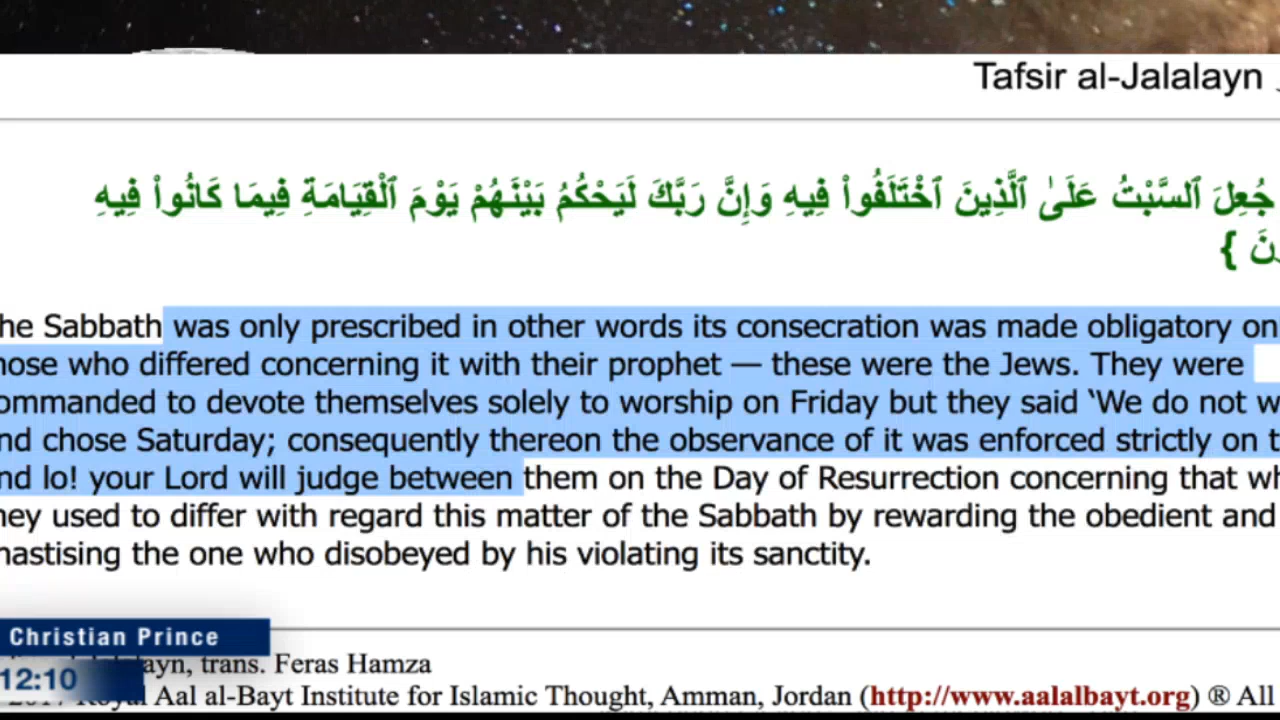 Tafsir al-Jalalayn
جُعِلَ ٱلسَّبْتُ عَلَىٰ ٱلَّذِينَ ٱخْتَلَفُواْ فِيهِ وَإِنَّ رَبَّكَ لَيَحْكُمُ بَيْنَهُمْ يَوْمَ ٱلْقِيَامَةِ فِيمَا كَانُواْ فِيهِ
نَ }
he Sabbath was only prescribed in other words its consecration was made obligatory on
hose who differed concerning it with their prophet — these were the Jews. They were
ommanded to devote themselves solely to worship on Friday but they said ‘We do not w
nd chose Saturday; consequently thereon the observance of it was enforced strictly on t
nd lo! your Lord will judge between them on the Day of Resurrection concerning that wh
hey used to differ with regard this matter of the Sabbath by rewarding the obedient and
hastising the one who disobeyed by his violating its sanctity.
Christian Prince
ayn, trans. Feras Hamza
12:10
Aal al-Bayt Institute for Islamic Thought, Amman, Jordan (http://www.aalalbayt.org) ® All